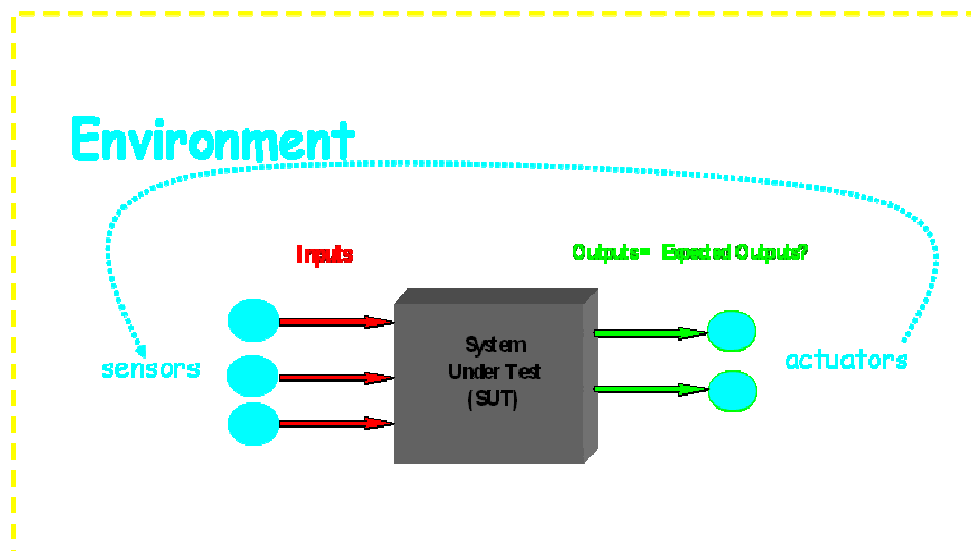 Environment
Inputs
Outputs= Expected Outputs?
sensors
System
Under Test
(SUT)
actuators